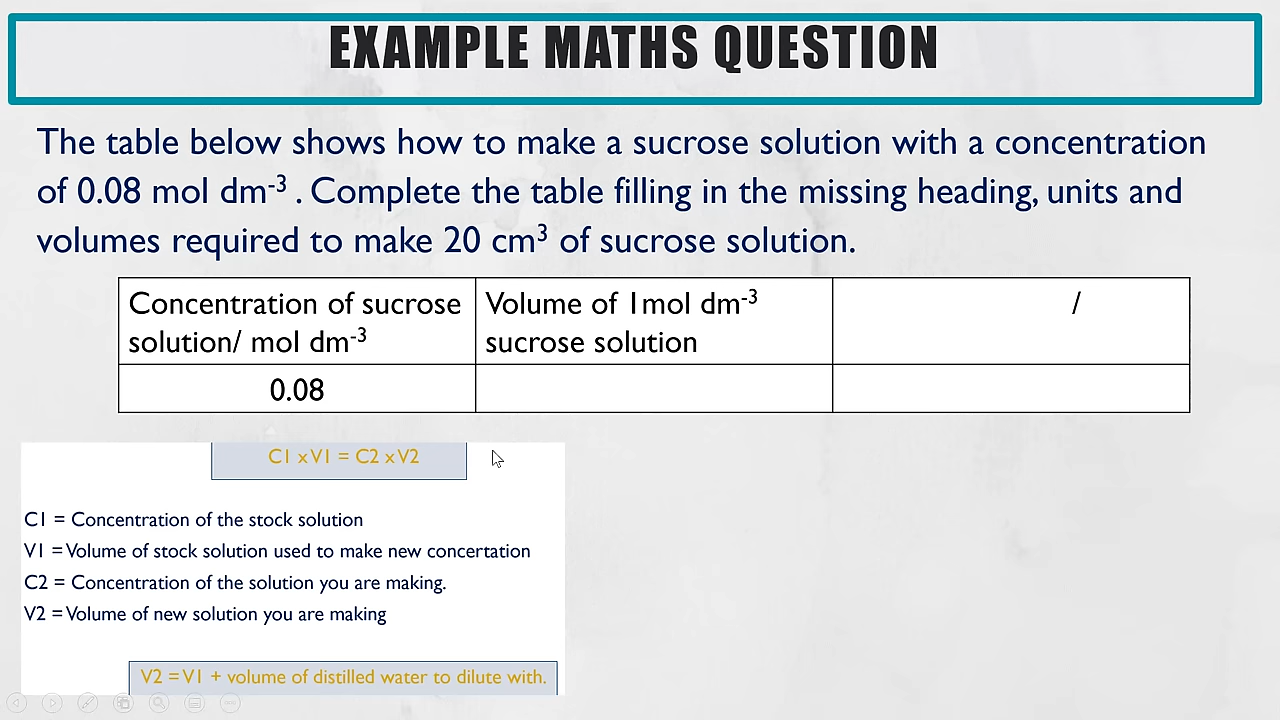 EXAMPLE MATHS QUESTION
The table below shows how to make a sucrose solution with a concentration
of 0.08 mol dm⁻³ . Complete the table filling in the missing heading, units and
volumes required to make 20 cm³ of sucrose solution.
Concentration of sucrose
solution/ mol dm⁻³
Volume of 1mol dm⁻³
sucrose solution
/
0.08
C1 x V1 = C2 x V2
C1 = Concentration of the stock solution
V1 = Volume of stock solution used to make new concertation
C2 = Concentration of the solution you are making.
V2 = Volume of new solution you are making
V2 = V1 + volume of distilled water to dilute with.